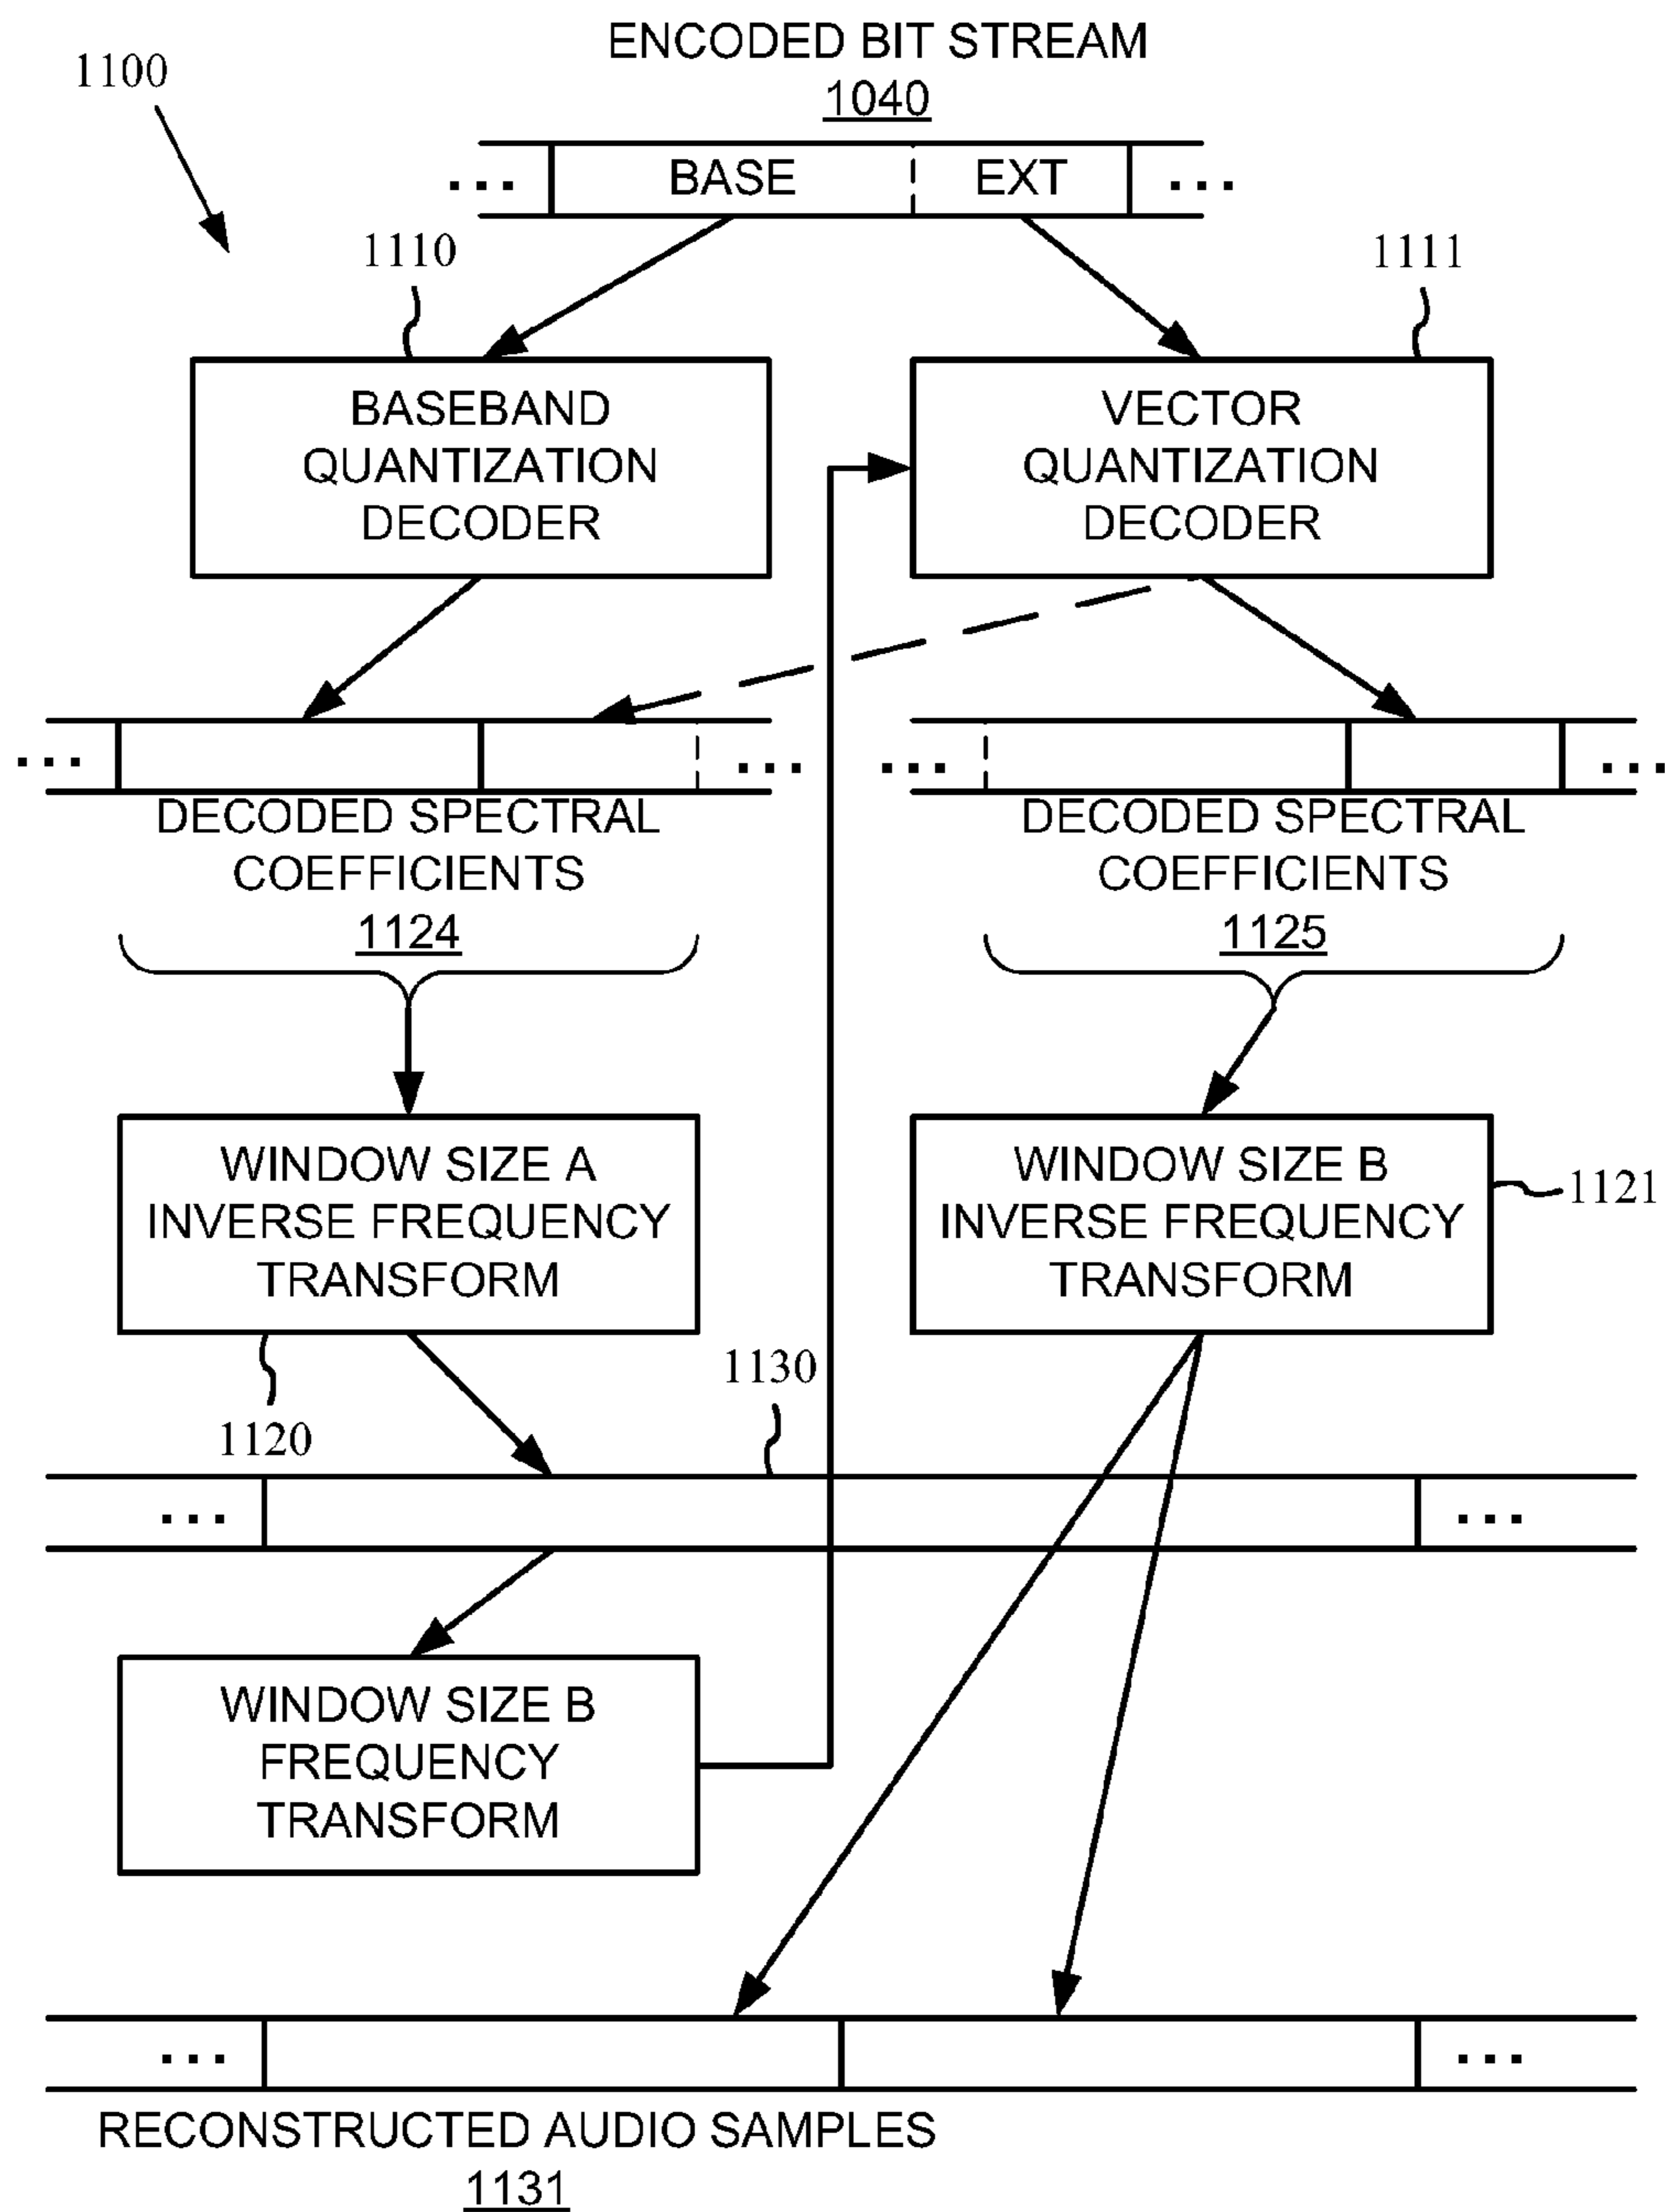 ENCODED BIT STREAM
1040
1100
... BASE EXT ...
1110
1111
BASEBAND
QUANTIZATION
DECODER
VECTOR
QUANTIZATION
DECODER
... ...
... ...
DECODED SPECTRAL
COEFFICIENTS
1124
DECODED SPECTRAL
COEFFICIENTS
1125
WINDOW SIZE A
INVERSE FREQUENCY
TRANSFORM
WINDOW SIZE B
INVERSE FREQUENCY
TRANSFORM
1121
1120
1130
... ...
WINDOW SIZE B
FREQUENCY
TRANSFORM
... ...
RECONSTRUCTED AUDIO SAMPLES
1131